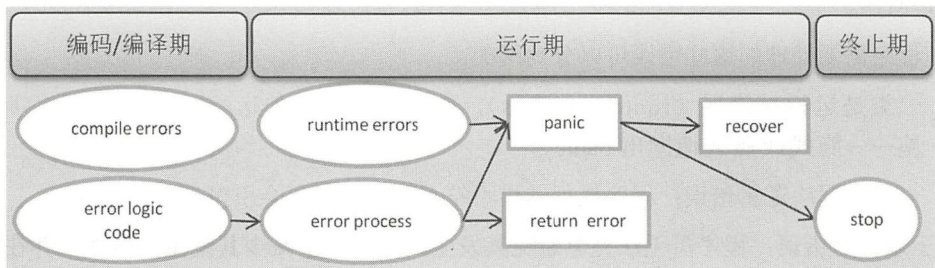 编码/编译期
运行期
终止期
compile errors
runtime errors
panic
recover
error logic
code
error process
return error
stop